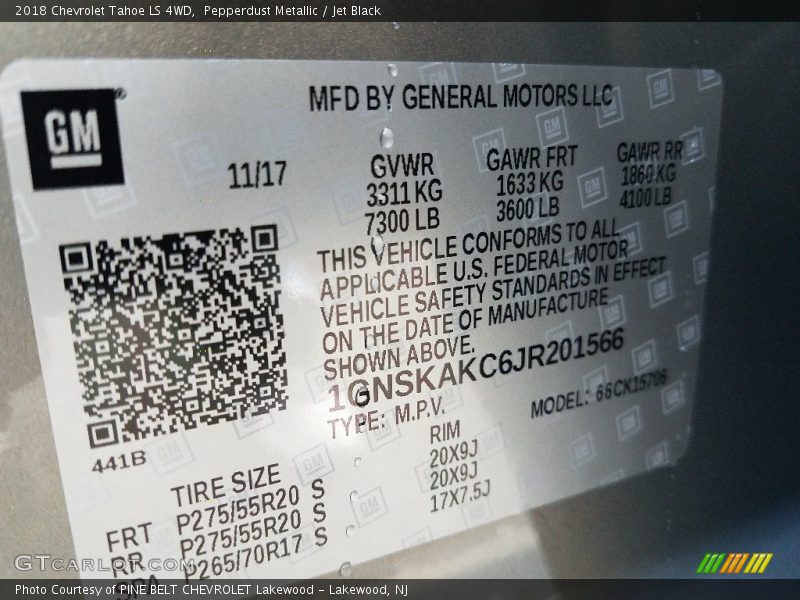 2018 Chevrolet Tahoe LS 4WD, Pepperdust Metallic / Jet Black
GM
MFD BY GENERAL MOTORS LLC
11/17
GVWR GAWR FRT GAWR RR
3311 KG 1633 KG 1860 KG
7300 LB 3600 LB 4100 LB
THIS VEHICLE CONFORMS TO ALL
APPLICABLE U.S. FEDERAL MOTOR
VEHICLE SAFETY STANDARDS IN EFFECT
ON THE DATE OF MANUFACTURE
SHOWN ABOVE.
1GNSKAKC6JR201566
TYPE: M.P.V. MODEL: CK15706
441B
TIRE SIZE RIM
FRT P275/55R20 S 20X9J
RR P275/55R20 S 20X9J
SPA P265/70R17 S 17X7.5J
GTCarLot.com
Photo Courtesy of PINE BELT CHEVROLET Lakewood - Lakewood, NJ